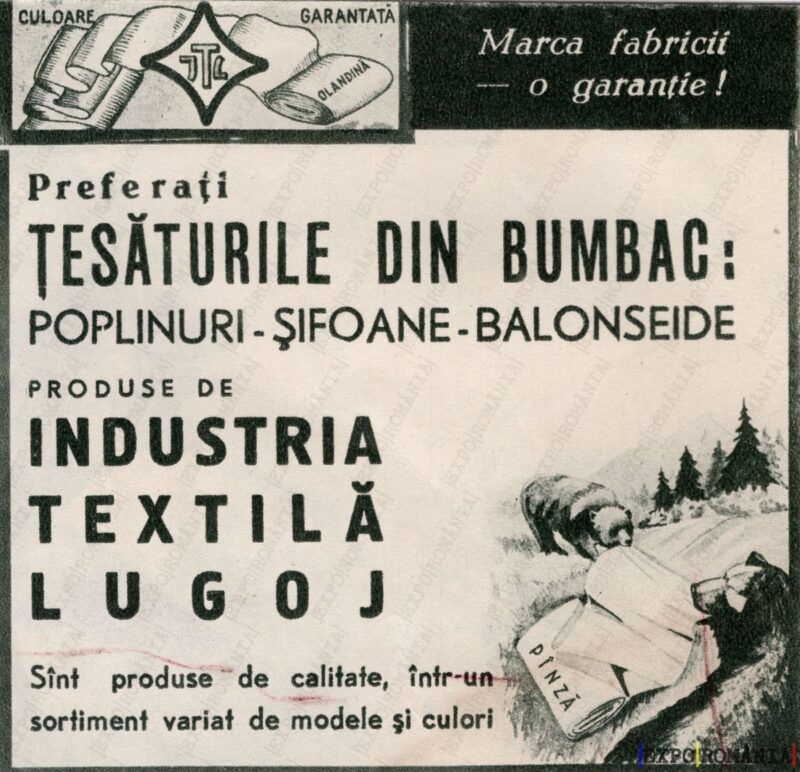 CULOARE GARANTATĂ
ITL
OLANDINĂ
Marca fabricii
— o garanție!
Preferați
ȚESĂTURILE DIN BUMBAC:
POPLINURI-ȘIFOANE-BALONSEIDE
PRODUSE DE
INDUSTRIA
TEXTILĂ
LUGOJ
PÎNZĂ
Sînt produse de calitate, într-un
sortiment variat de modele și culori
|EXPO|ROMÂNIA|